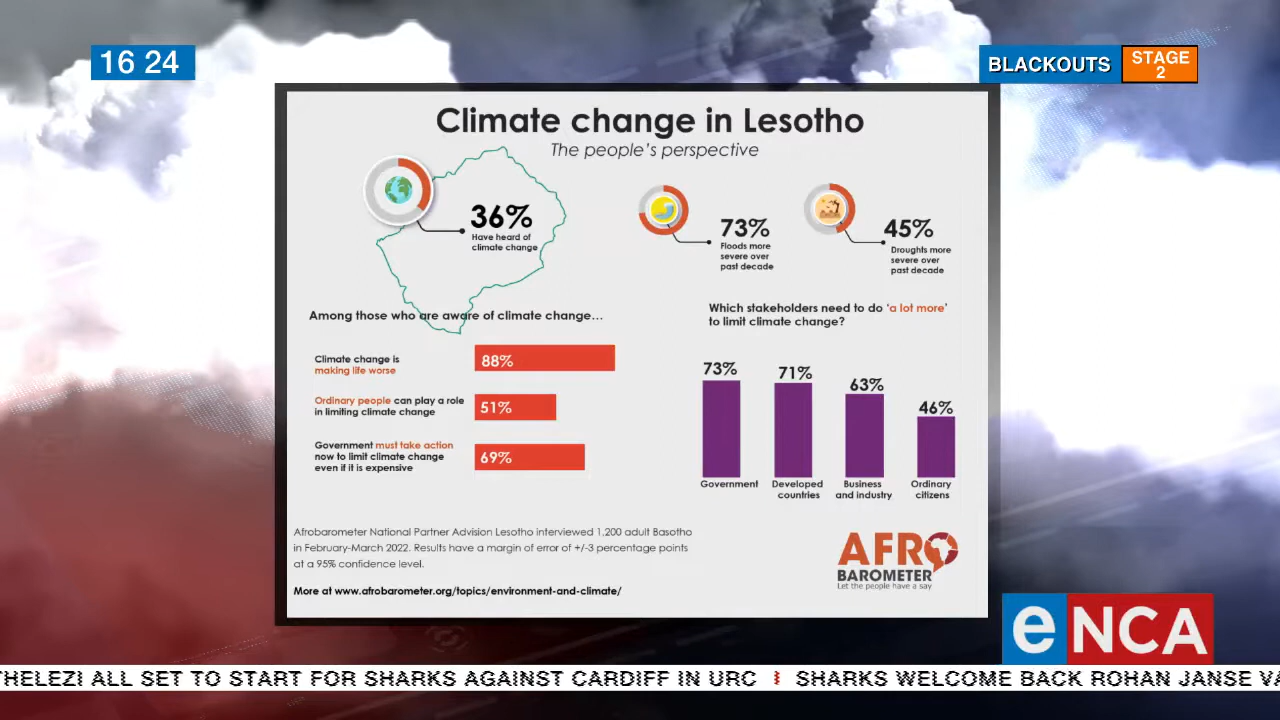 16 24
BLACKOUTS
STAGE
2
Climate change in Lesotho
The people's perspective
36%
Have heard of
climate change
73%
Floods more
severe over
past decade
45%
Droughts more
severe over
past decade
Among those who are aware of climate change...
Climate change is
making life worse
88%
Ordinary people can play a role
in limiting climate change
51%
Government must take action
now to limit climate change
even if it is expensive
69%
Which stakeholders need to do 'a lot more'
to limit climate change?
73%
71%
63%
46%
Government
Developed
countries
Business
and industry
Ordinary
citizens
Afrobarometer National Partner Advision Lesotho interviewed 1,200 adult Basotho
in February-March 2022. Results have a margin of error of +/-3 percentage points
at a 95% confidence level.
More at www.afrobarometer.org/topics/environment-and-climate/
AFRO
BAROMETER
Let the people have a say
eNCA
THELEZI ALL SET TO START FOR SHARKS AGAINST CARDIFF IN URC SHARKS WELCOME BACK ROHAN JANSE VA